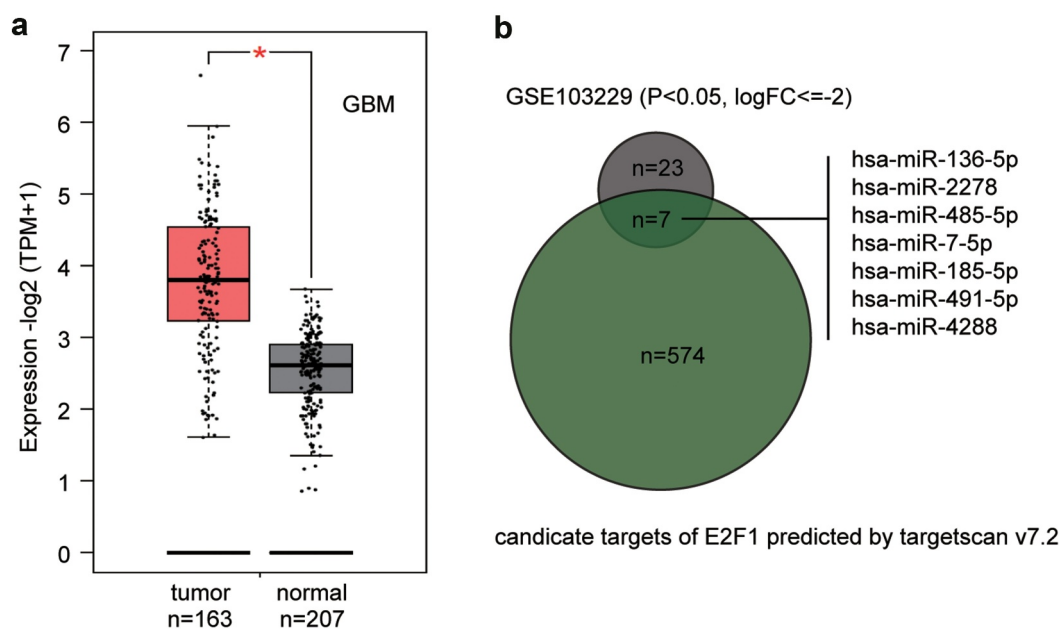 a
Expression -log2 (TPM+1)
7
6
5
4
3
2
1
0
*
GBM
tumor
n=163
normal
n=207
b
GSE103229 (P<0.05, logFC<=-2)
n=23
n=7
n=574
hsa-miR-136-5p
hsa-miR-2278
hsa-miR-485-5p
hsa-miR-7-5p
hsa-miR-185-5p
hsa-miR-491-5p
hsa-miR-4288
candicate targets of E2F1 predicted by targetscan v7.2